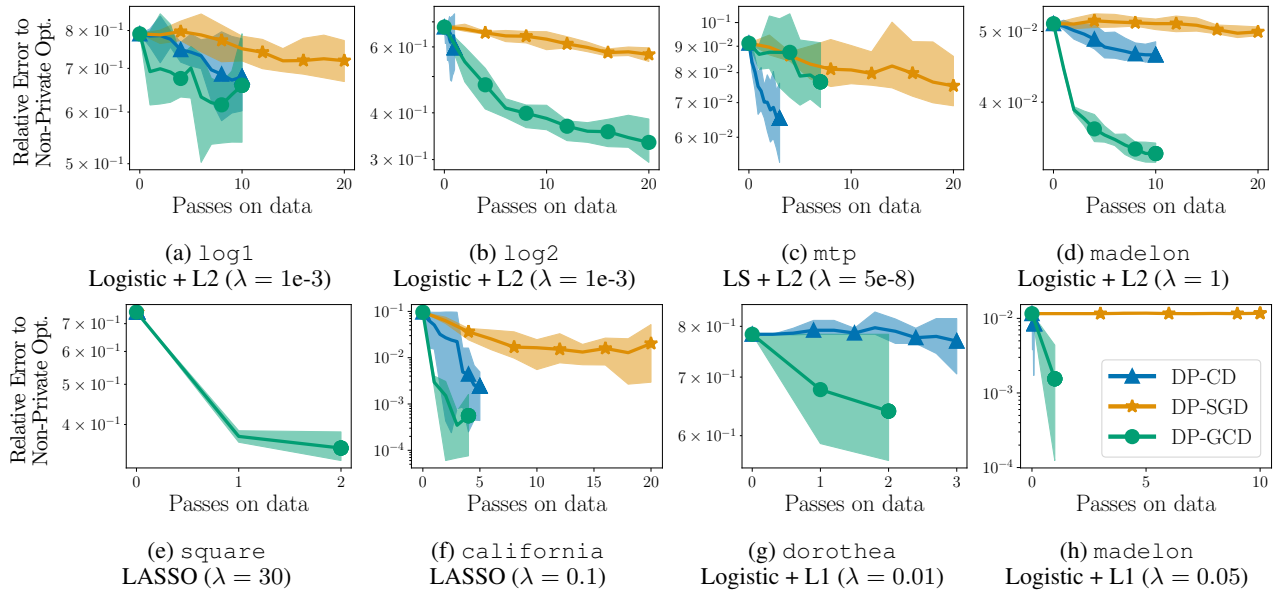 Relative Error to
Non-Private Opt.
8 × 10⁻¹
7 × 10⁻¹
6 × 10⁻¹
5 × 10⁻¹
0 10 20
Passes on data
6 × 10⁻¹
4 × 10⁻¹
3 × 10⁻¹
0 10 20
Passes on data
10⁻¹
9 × 10⁻²
8 × 10⁻²
7 × 10⁻²
6 × 10⁻²
0 10 20
Passes on data
5 × 10⁻²
4 × 10⁻²
0 10 20
Passes on data
(a) log1
Logistic + L2 (λ = 1e-3)
(b) log2
Logistic + L2 (λ = 1e-3)
(c) mtp
LS + L2 (λ = 5e-8)
(d) madelon
Logistic + L2 (λ = 1)
Relative Error to
Non-Private Opt.
7 × 10⁻¹
6 × 10⁻¹
5 × 10⁻¹
4 × 10⁻¹
0 1 2
Passes on data
10⁻¹
10⁻²
10⁻³
10⁻⁴
0 5 10 15 20
Passes on data
8 × 10⁻¹
7 × 10⁻¹
6 × 10⁻¹
0 1 2 3
Passes on data
10⁻²
10⁻³
10⁻⁴
0 5 10
Passes on data
DP-CD
DP-SGD
DP-GCD
(e) square
LASSO (λ = 30)
(f) california
LASSO (λ = 0.1)
(g) dorothea
Logistic + L1 (λ = 0.01)
(h) madelon
Logistic + L1 (λ = 0.05)